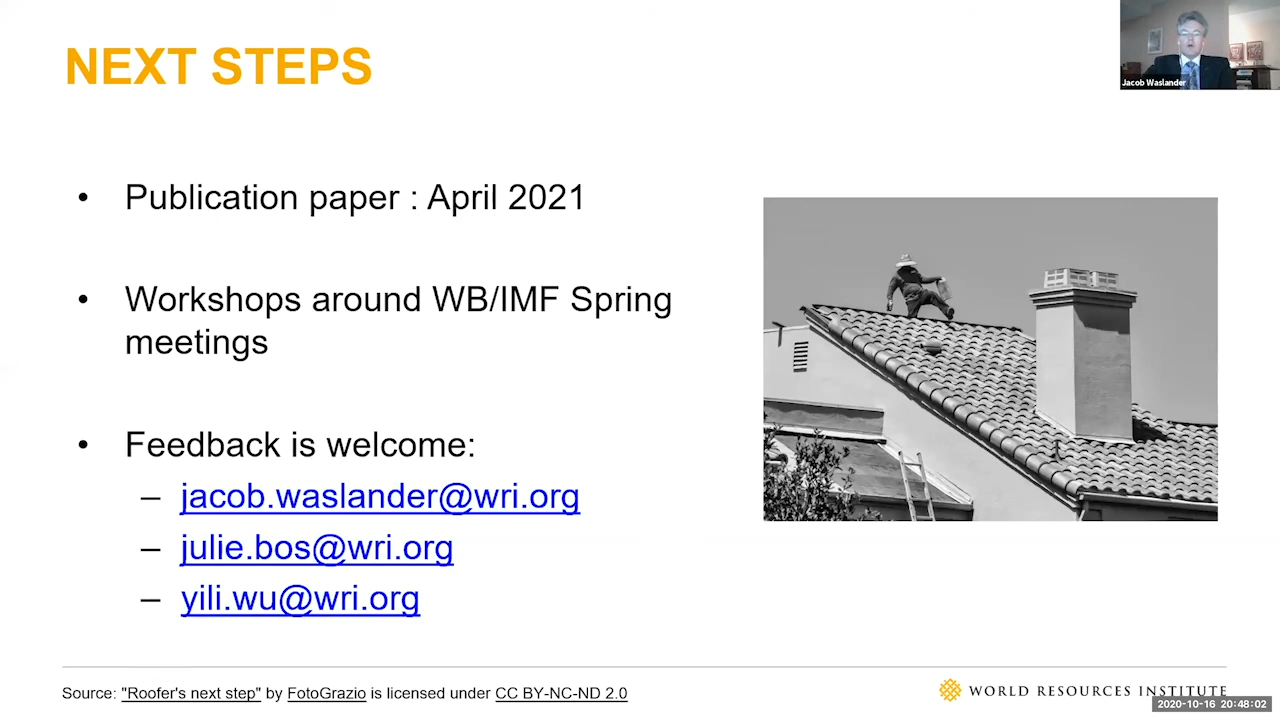 NEXT STEPS
Jacob Waslander
• Publication paper : April 2021
• Workshops around WB/IMF Spring
meetings
• Feedback is welcome:
– jacob.waslander@wri.org
– julie.bos@wri.org
– yili.wu@wri.org
Source: "Roofer's next step" by FotoGrazio is licensed under CC BY-NC-ND 2.0
WORLD RESOURCES INSTITUTE
2020-10-16 20:48:02